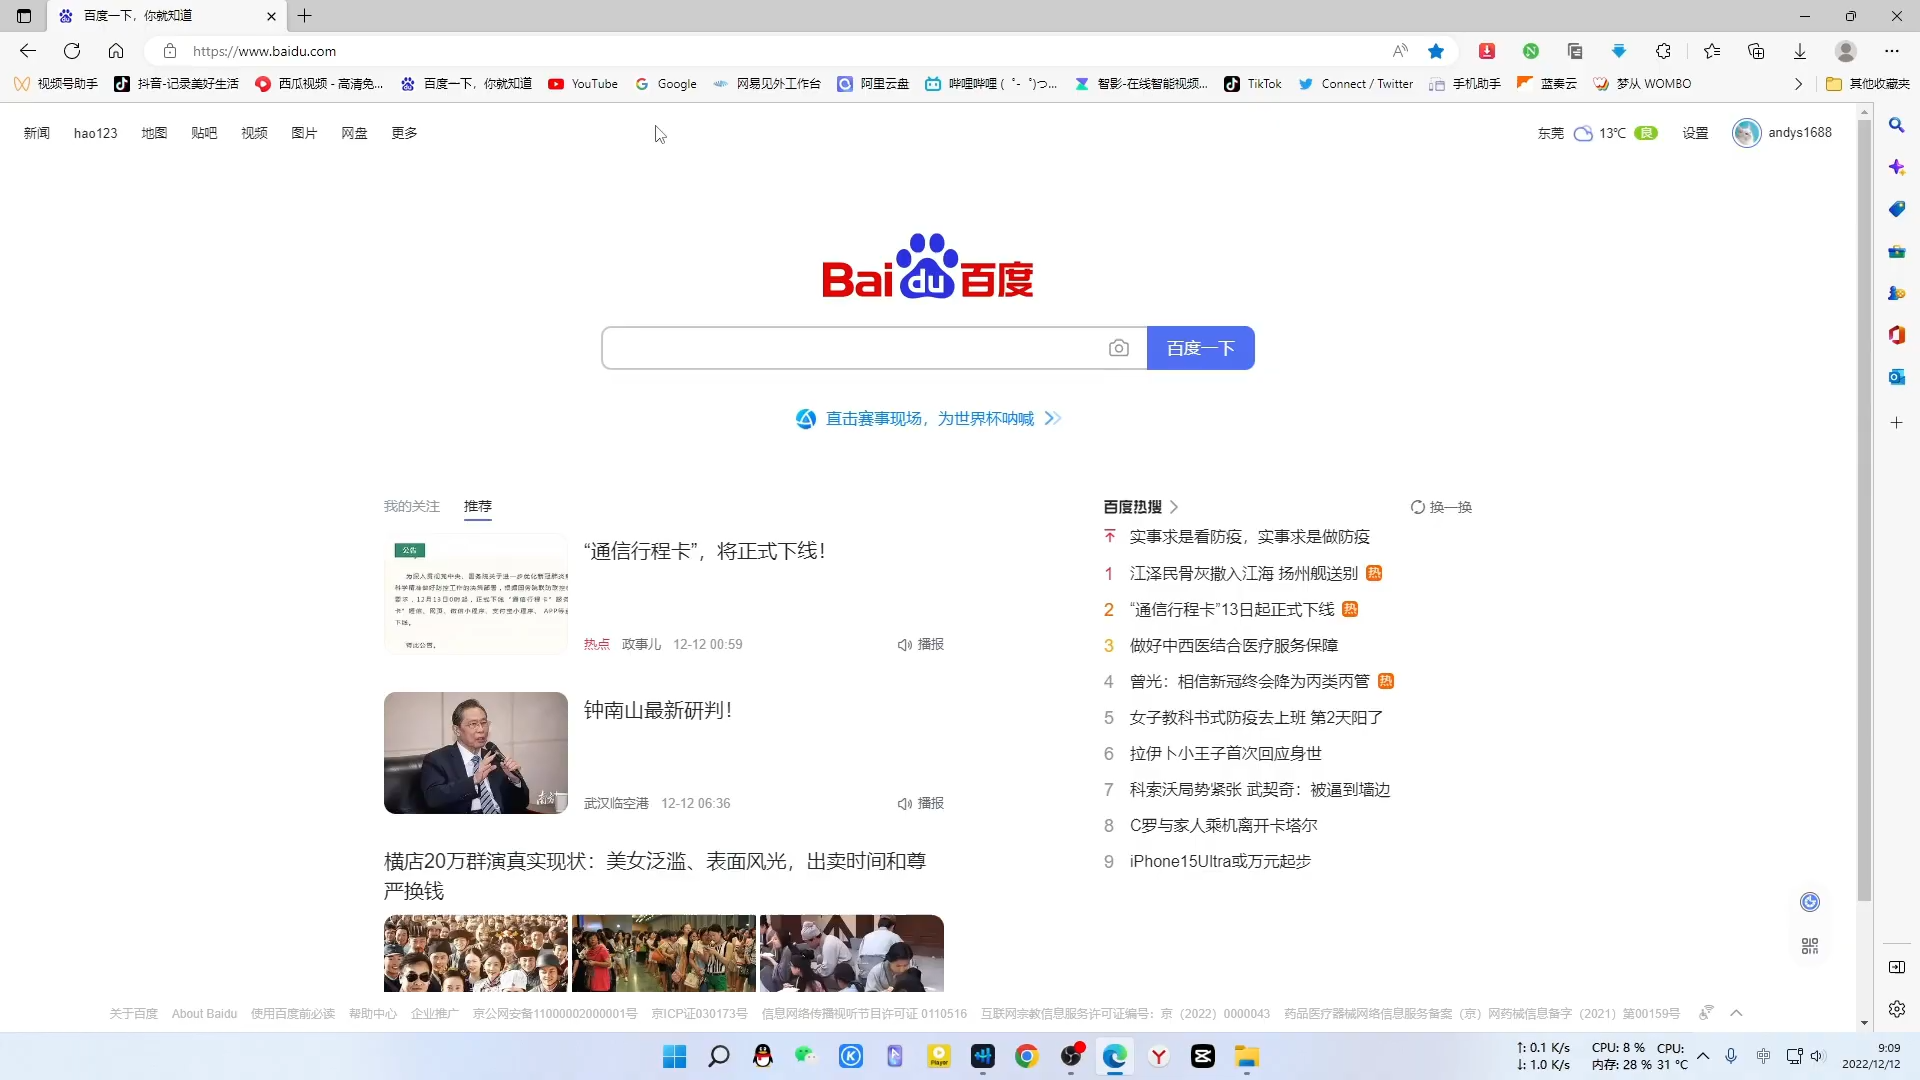 百度一下，你就知道
https://www.baidu.com
视频号助手
抖音-记录美好生活
西瓜视频 - 高清免...
百度一下，你就知道
YouTube
Google
网易见外工作台
阿里云盘
哔哩哔哩 ( ゜- ゜)つ...
智影-在线智能视频...
TikTok
Connect / Twitter
手机助手
蓝奏云
梦从 WOMBO
其他收藏夹
新闻
hao123
地图
贴吧
视频
图片
网盘
更多
东莞
13℃
良
设置
andys1688
Bai du 百度
百度一下
直击赛事现场，为世界杯呐喊
我的关注
推荐
公告
“通信行程卡”，将正式下线！
热点 政事儿 12-12 00:59
播报
钟南山最新研判！
武汉临空港 12-12 06:36
播报
横店20万群演真实现状：美女泛滥、表面风光，出卖时间和尊
严换钱
百度热搜
换一换
实事求是看防疫，实事求是做防疫
1 江泽民骨灰撒入江海 扬州舰送别 热
2 “通信行程卡”13日起正式下线 热
3 做好中西医结合医疗服务保障
4 曾光：相信新冠终会降为丙类丙管 热
5 女子教科书式防疫去上班 第2天阳了
6 拉伊卜小王子首次回应身世
7 科索沃局势紧张 武契奇：被逼到墙边
8 C罗与家人乘机离开卡塔尔
9 iPhone15Ultra或万元起步
关于百度 About Baidu 使用百度前必读 帮助中心 企业推广 京公网安备11000002000001号 京ICP证030173号 信息网络传播视听节目许可证 0110516 互联网宗教信息服务许可证编号：京（2022）0000043 药品医疗器械网络信息服务备案（京）网药械信息备字（2021）第00159号
↑: 0.1 K/s
↓: 1.0 K/s
CPU: 8 % CPU:
内存: 28 % 31 ℃
中
9:09
2022/12/12